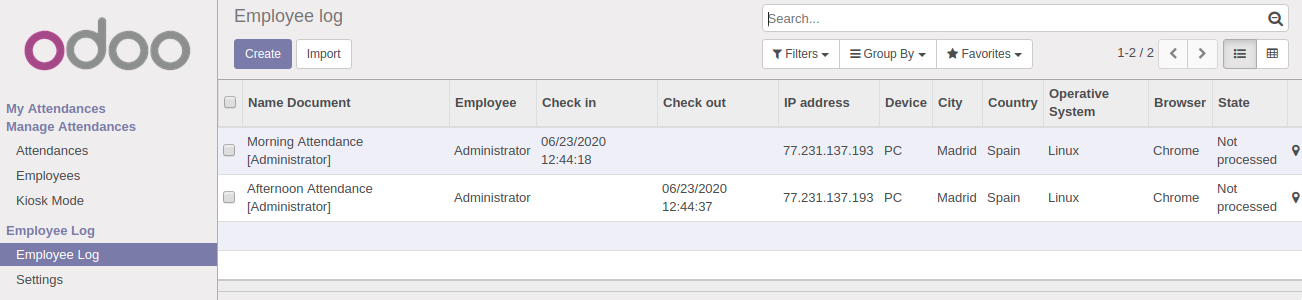 odoo
My Attendances
Manage Attendances
Attendances
Employees
Kiosk Mode
Employee Log
Employee Log
Settings
Employee log
Search...
Create Import
Filters Group By Favorites 1-2 / 2
Name Document Employee Check in Check out IP address Device City Country Operative System Browser State
Morning Attendance [Administrator] Administrator 06/23/2020 12:44:18 77.231.137.193 PC Madrid Spain Linux Chrome Not processed
Afternoon Attendance [Administrator] Administrator 06/23/2020 12:44:37 77.231.137.193 PC Madrid Spain Linux Chrome Not processed